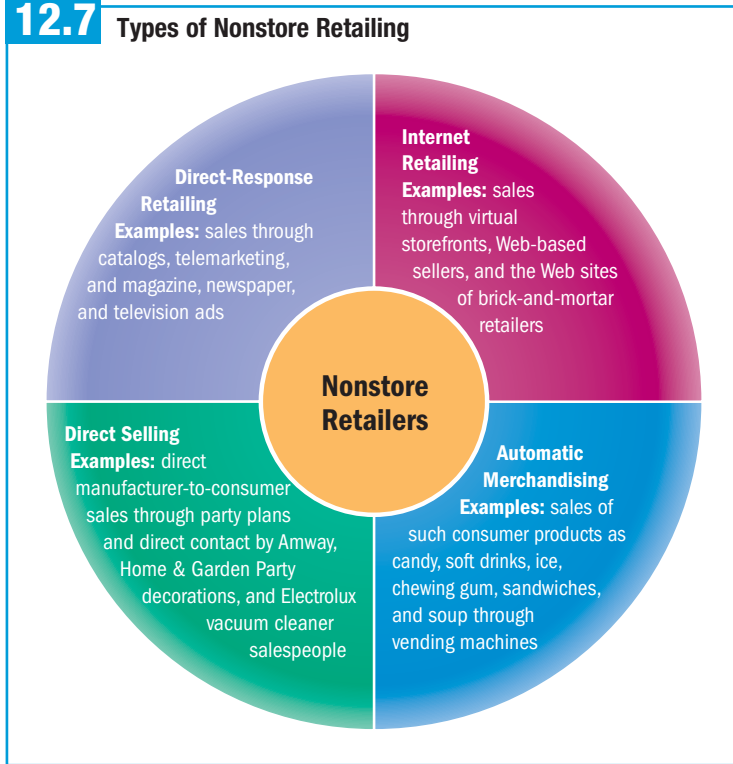 12.7 Types of Nonstore Retailing
Direct-Response
Retailing
Examples: sales through
catalogs, telemarketing,
and magazine, newspaper,
and television ads
Internet
Retailing
Examples: sales
through virtual
storefronts, Web-based
sellers, and the Web sites
of brick-and-mortar
retailers
Nonstore
Retailers
Direct Selling
Examples: direct
manufacturer-to-consumer
sales through party plans
and direct contact by Amway,
Home & Garden Party
decorations, and Electrolux
vacuum cleaner
salespeople
Automatic
Merchandising
Examples: sales of
such consumer products as
candy, soft drinks, ice,
chewing gum, sandwiches,
and soup through
vending machines